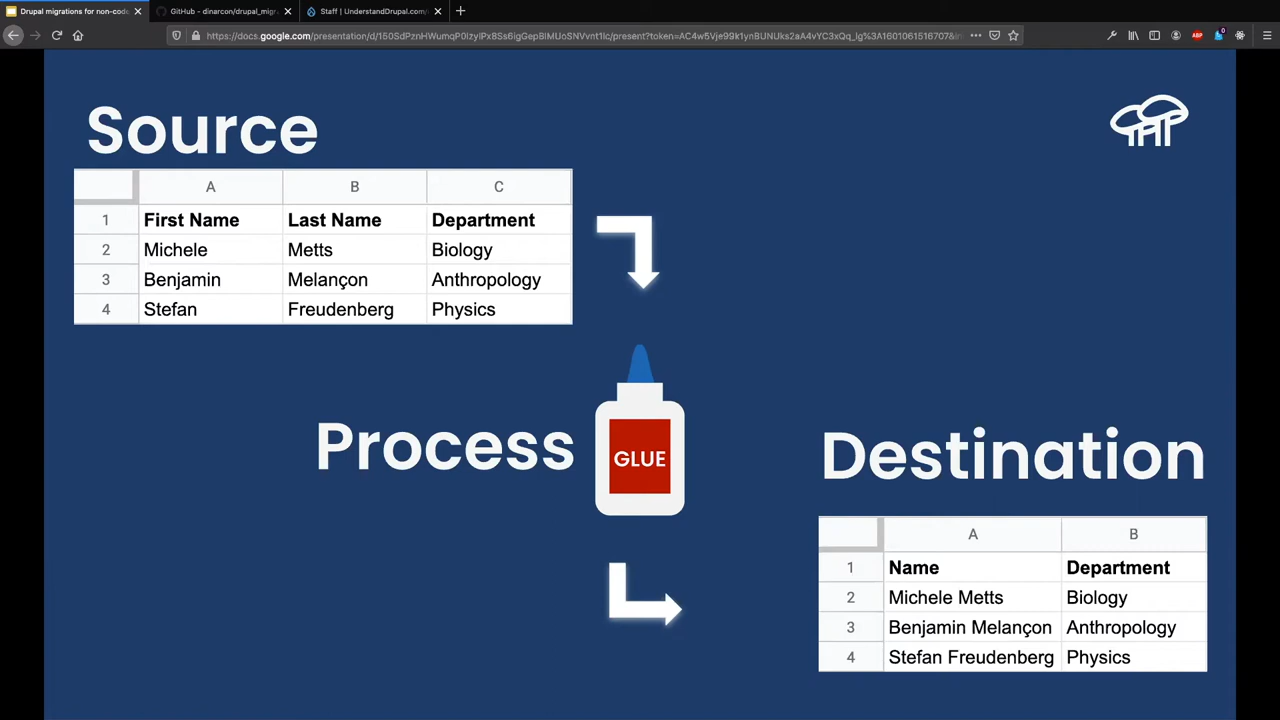 Drupal migrations for non-code
GitHub - dinarcon/drupal_migr
Staff | UnderstandDrupal.com/
Source
A B C
1 First Name Last Name Department
2 Michele Metts Biology
3 Benjamin Melançon Anthropology
4 Stefan Freudenberg Physics
Process
GLUE
Destination
A B
1 Name Department
2 Michele Metts Biology
3 Benjamin Melançon Anthropology
4 Stefan Freudenberg Physics